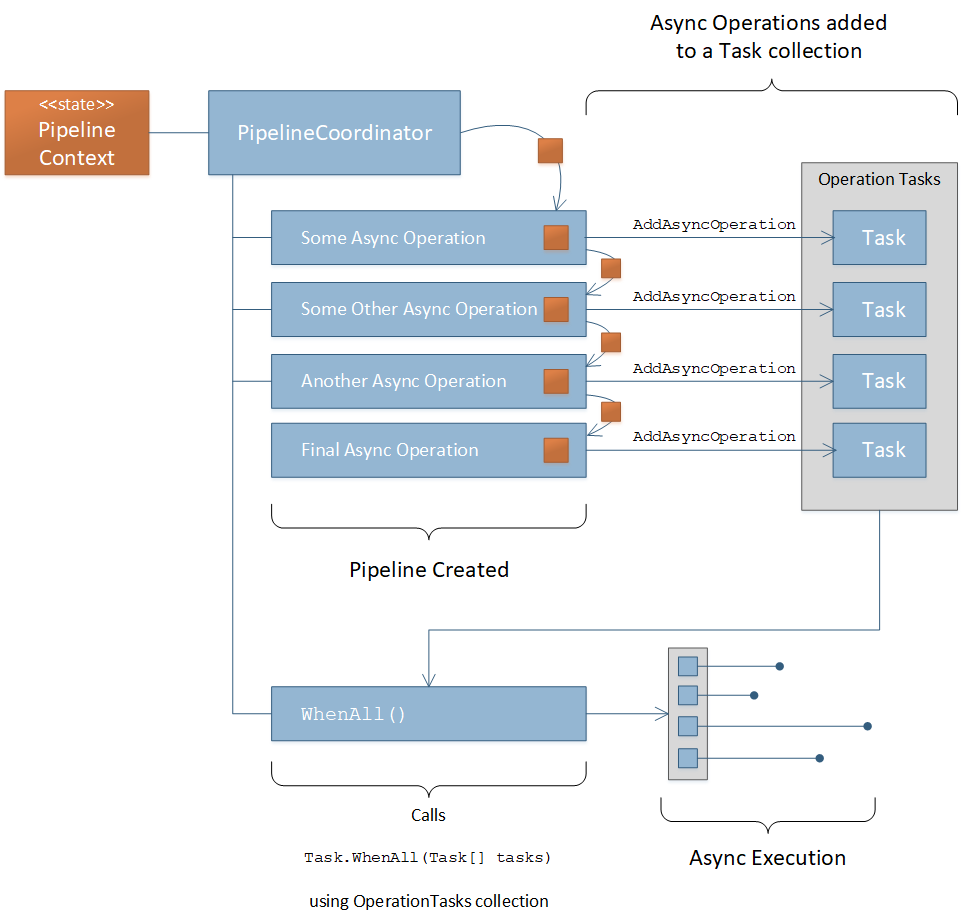 Async Operations added
to a Task collection
<<state>>
Pipeline
Context
PipelineCoordinator
Operation Tasks
Some Async Operation
AddAsyncOperation
Task
Some Other Async Operation
AddAsyncOperation
Task
Another Async Operation
AddAsyncOperation
Task
Final Async Operation
AddAsyncOperation
Task
Pipeline Created
WhenAll()
Calls
Task.WhenAll(Task[] tasks)
using OperationTasks collection
Async Execution